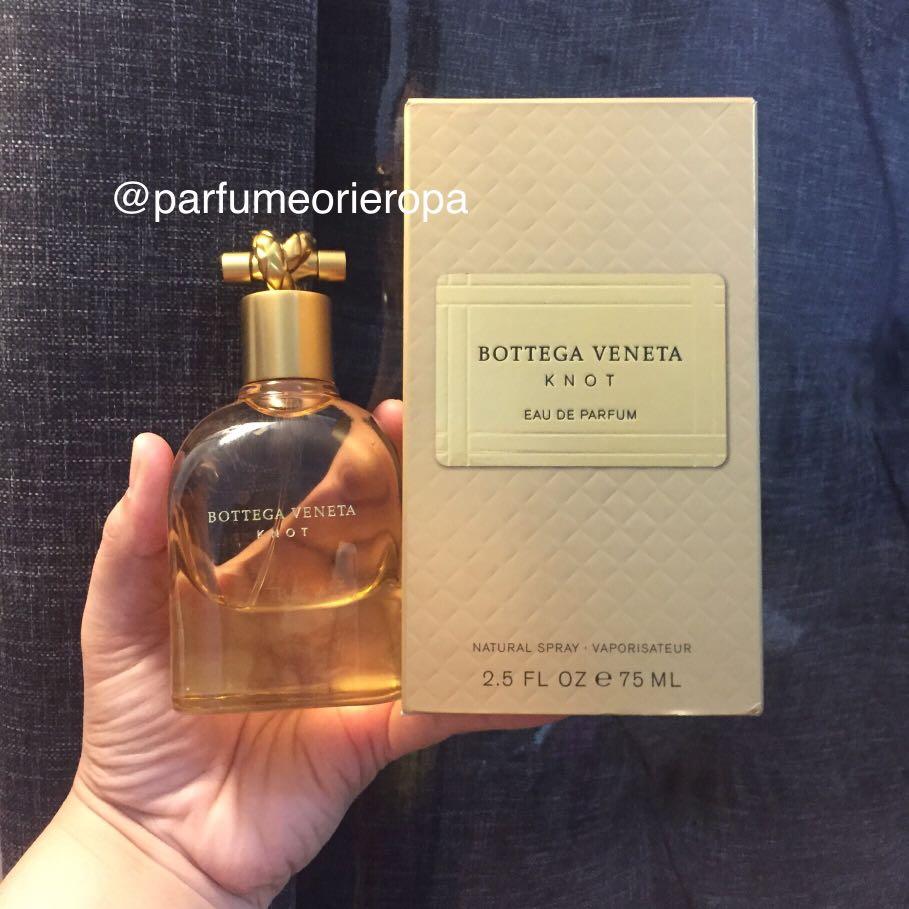 @parfumeorieropa
BOTTEGA VENETA
KNOT
EAU DE PARFUM
BOTTEGA VENETA
KNOT
NATURAL SPRAY · VAPORISATEUR
2.5 FL OZ ℮ 75 ML